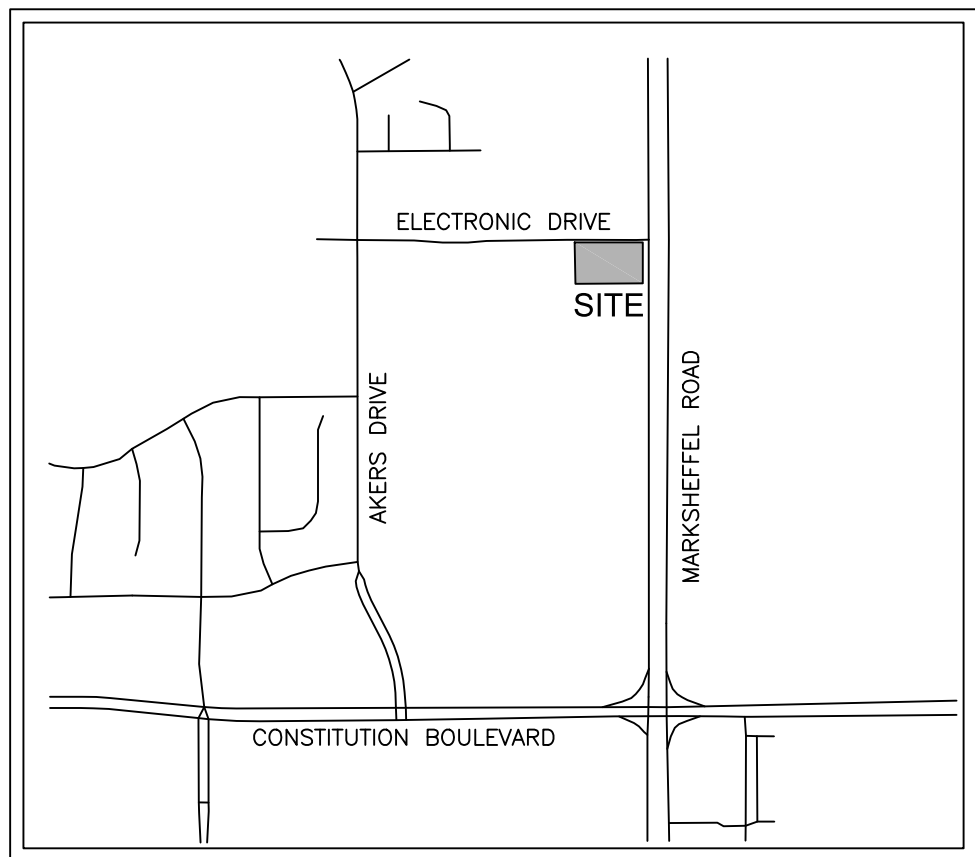 ELECTRONIC DRIVE
SITE
AKERS DRIVE
MARKSHEFFEL ROAD
CONSTITUTION BOULEVARD